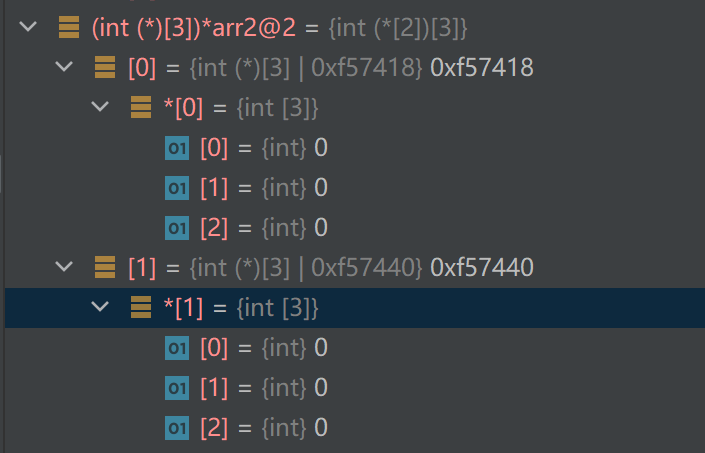 (int (*)[3])*arr2@2 = {int (*[2])[3]}
[0] = {int (*)[3] | 0xf57418} 0xf57418
*[0] = {int [3]}
01 [0] = {int} 0
01 [1] = {int} 0
01 [2] = {int} 0
[1] = {int (*)[3] | 0xf57440} 0xf57440
*[1] = {int [3]}
01 [0] = {int} 0
01 [1] = {int} 0
01 [2] = {int} 0